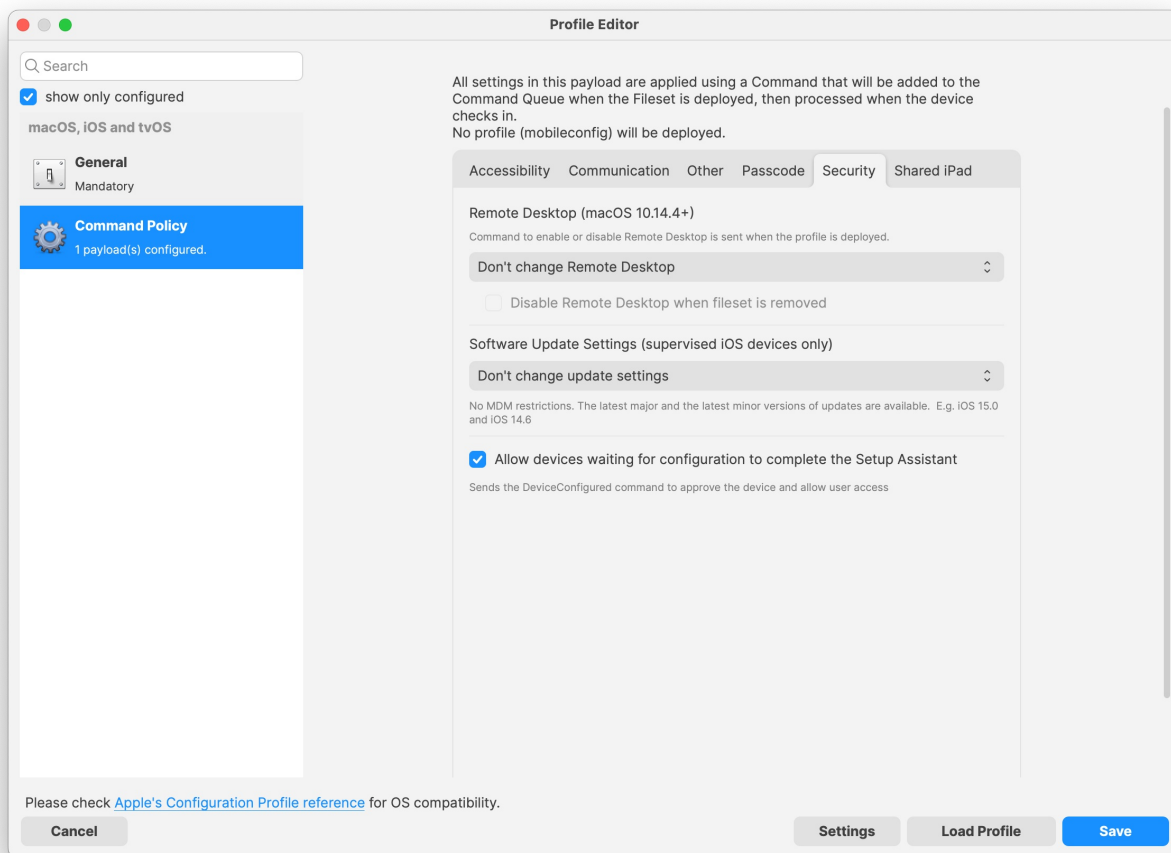 Profile Editor
Search
show only configured
macOS, iOS and tvOS
General
Mandatory
Command Policy
1 payload(s) configured.
All settings in this payload are applied using a Command that will be added to the
Command Queue when the Fileset is deployed, then processed when the device
checks in.
No profile (mobileconfig) will be deployed.
Accessibility Communication Other Passcode Security Shared iPad
Remote Desktop (macOS 10.14.4+)
Command to enable or disable Remote Desktop is sent when the profile is deployed.
Don't change Remote Desktop
Disable Remote Desktop when fileset is removed
Software Update Settings (supervised iOS devices only)
Don't change update settings
No MDM restrictions. The latest major and the latest minor versions of updates are available. E.g. iOS 15.0
and iOS 14.6
Allow devices waiting for configuration to complete the Setup Assistant
Sends the DeviceConfigured command to approve the device and allow user access
Please check Apple's Configuration Profile reference for OS compatibility.
Cancel Settings Load Profile Save